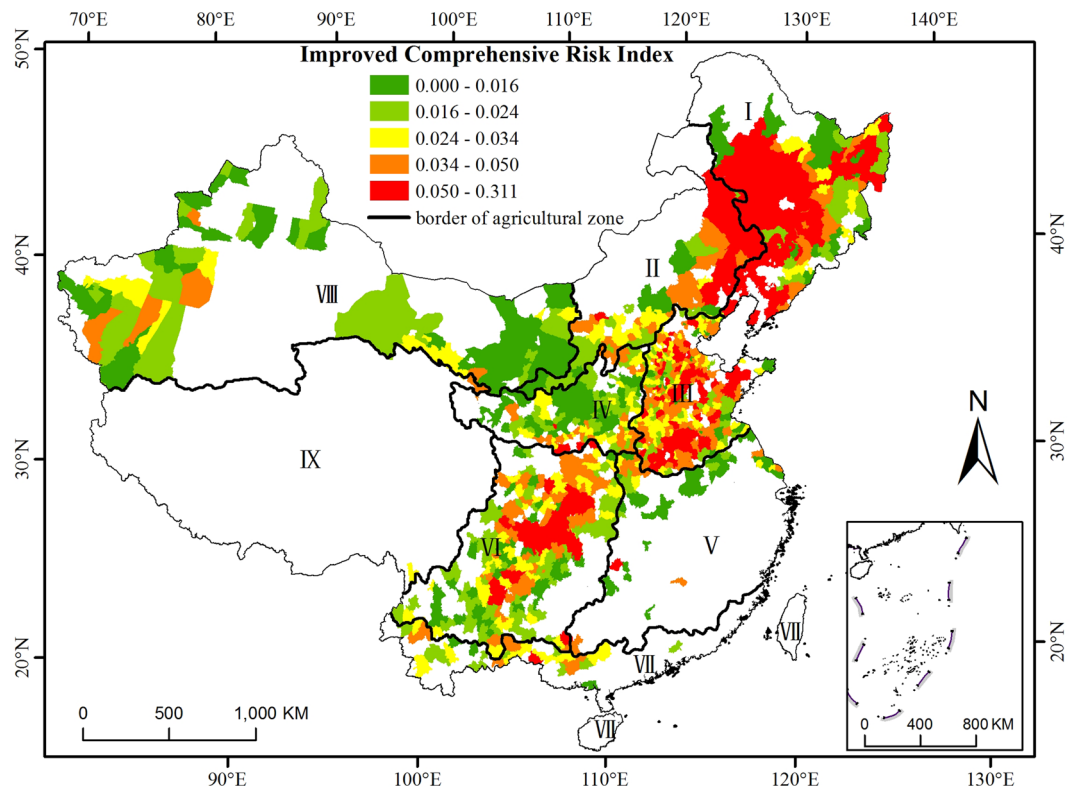 70°E 80°E 90°E 100°E 110°E 120°E 130°E 140°E
50°N
Improved Comprehensive Risk Index
0.000 - 0.016
0.016 - 0.024
0.024 - 0.034
0.034 - 0.050
0.050 - 0.311
border of agricultural zone
I
40°N
40°N
II
VIII
III
IV
N
30°N
30°N
IX
V
VI
20°N
20°N
VII
VII
VII
0 500 1,000 KM
0 400 800 KM
90°E 100°E 110°E 120°E 130°E